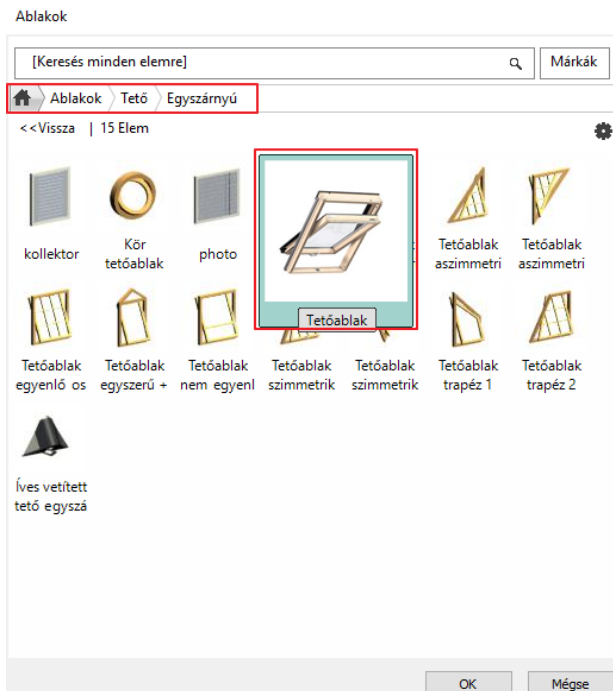 Ablakok
[Keresés minden elemre]
Márkák
Ablakok Tető Egyszárnyú
<<Vissza | 15 Elem
kollektor
Kör
tetőablak
photo
Tetőablak
Tetőablak
aszimmetri
Tetőablak
aszimmetri
Tetőablak
egyenlő os
Tetőablak
egyszerű +
Tetőablak
nem egyenl
Tetőablak
szimmetrik
Tetőablak
szimmetrik
Tetőablak
trapéz 1
Tetőablak
trapéz 2
Íves vetített
tető egyszá
OK
Mégse